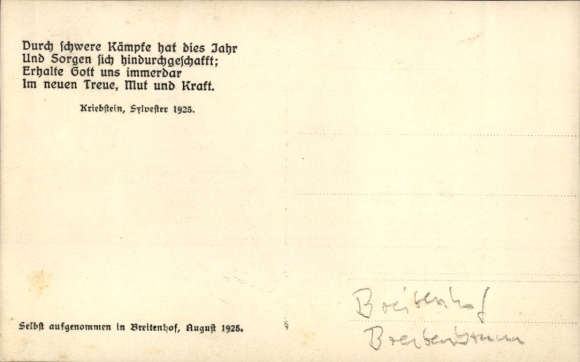 Durch schwere Kämpfe hat dies Jahr
Und Sorgen sich hindurchgeschafft;
Erhalte Gott uns immerdar
Im neuen Treue, Mut und Kraft.
Kriebstein, Sylvester 1925.
Selbst aufgenommen in Breitenhof, August 1925.
Breitenhof
Breitenbrunn